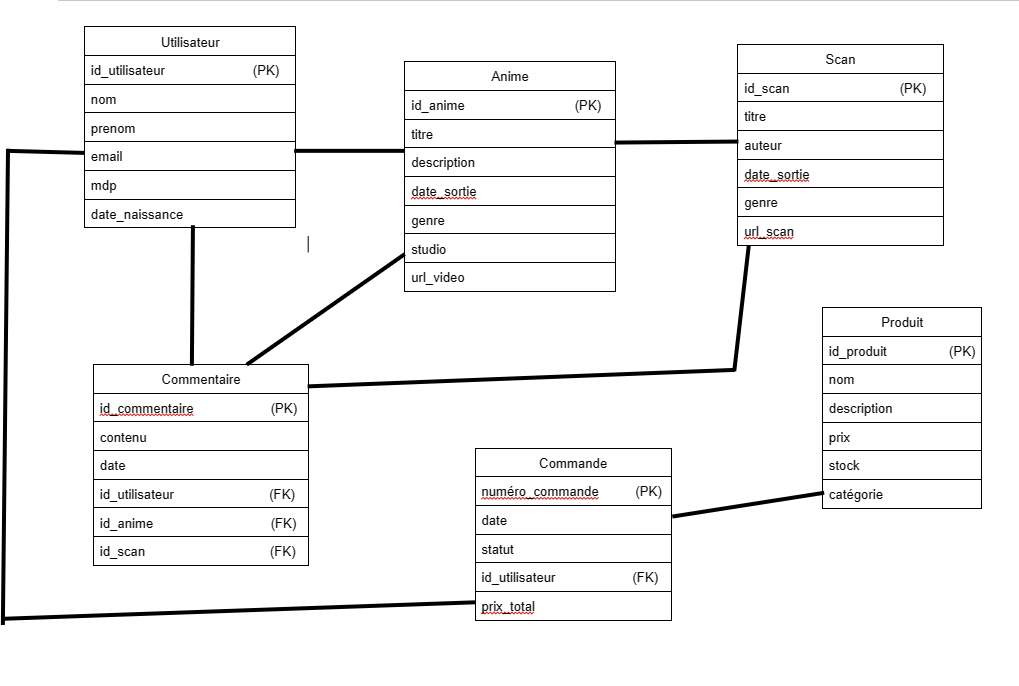 Utilisateur
id_utilisateur (PK)
nom
prenom
email
mdp
date_naissance
Anime
id_anime (PK)
titre
description
date_sortie
genre
studio
url_video
Scan
id_scan (PK)
titre
auteur
date_sortie
genre
url_scan
Commentaire
id_commentaire (PK)
contenu
date
id_utilisateur (FK)
id_anime (FK)
id_scan (FK)
Commande
numéro_commande (PK)
date
statut
id_utilisateur (FK)
prix_total
Produit
id_produit (PK)
nom
description
prix
stock
catégorie